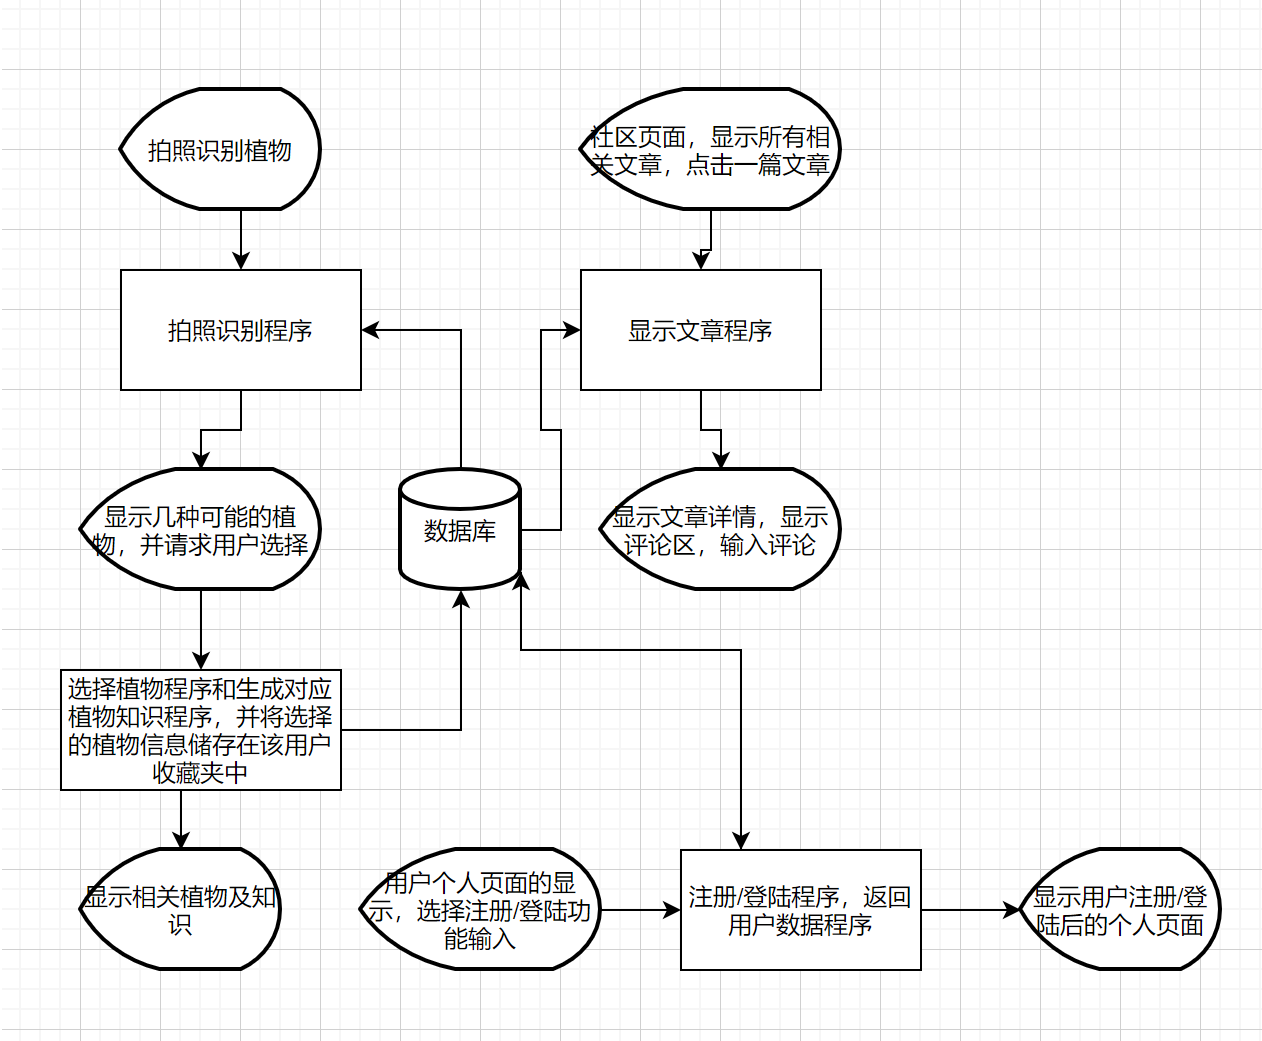 拍照识别植物
社区页面，显示所有相
关文章，点击一篇文章
拍照识别程序
显示文章程序
显示几种可能的植
物，并请求用户选择
数据库
显示文章详情，显示
评论区，输入评论
选择植物程序和生成对应
植物知识程序，并将选择
的植物信息储存在该用户
收藏夹中
显示相关植物及知
识
用户个人页面的显
示，选择注册/登陆功
能输入
注册/登陆程序，返回
用户数据程序
显示用户注册/登
陆后的个人页面